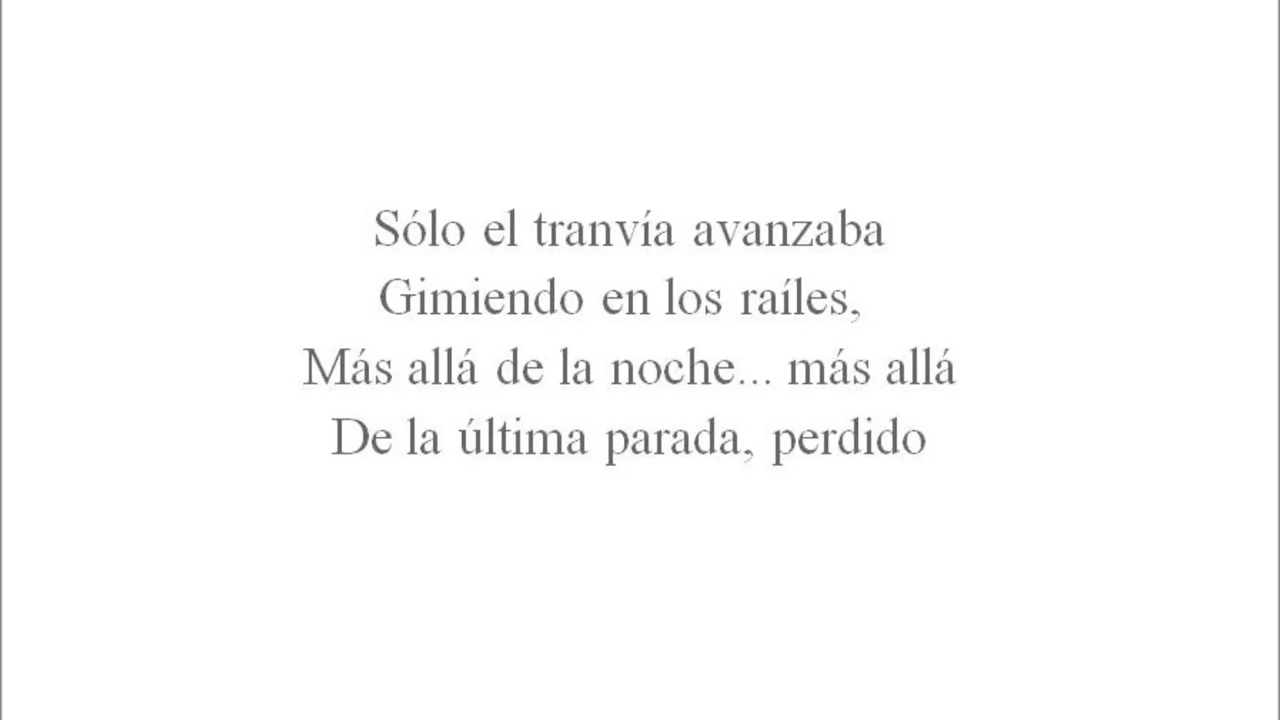 Sólo el tranvía avanzaba
Gimiendo en los raíles,
Más allá de la noche... más allá
De la última parada, perdido